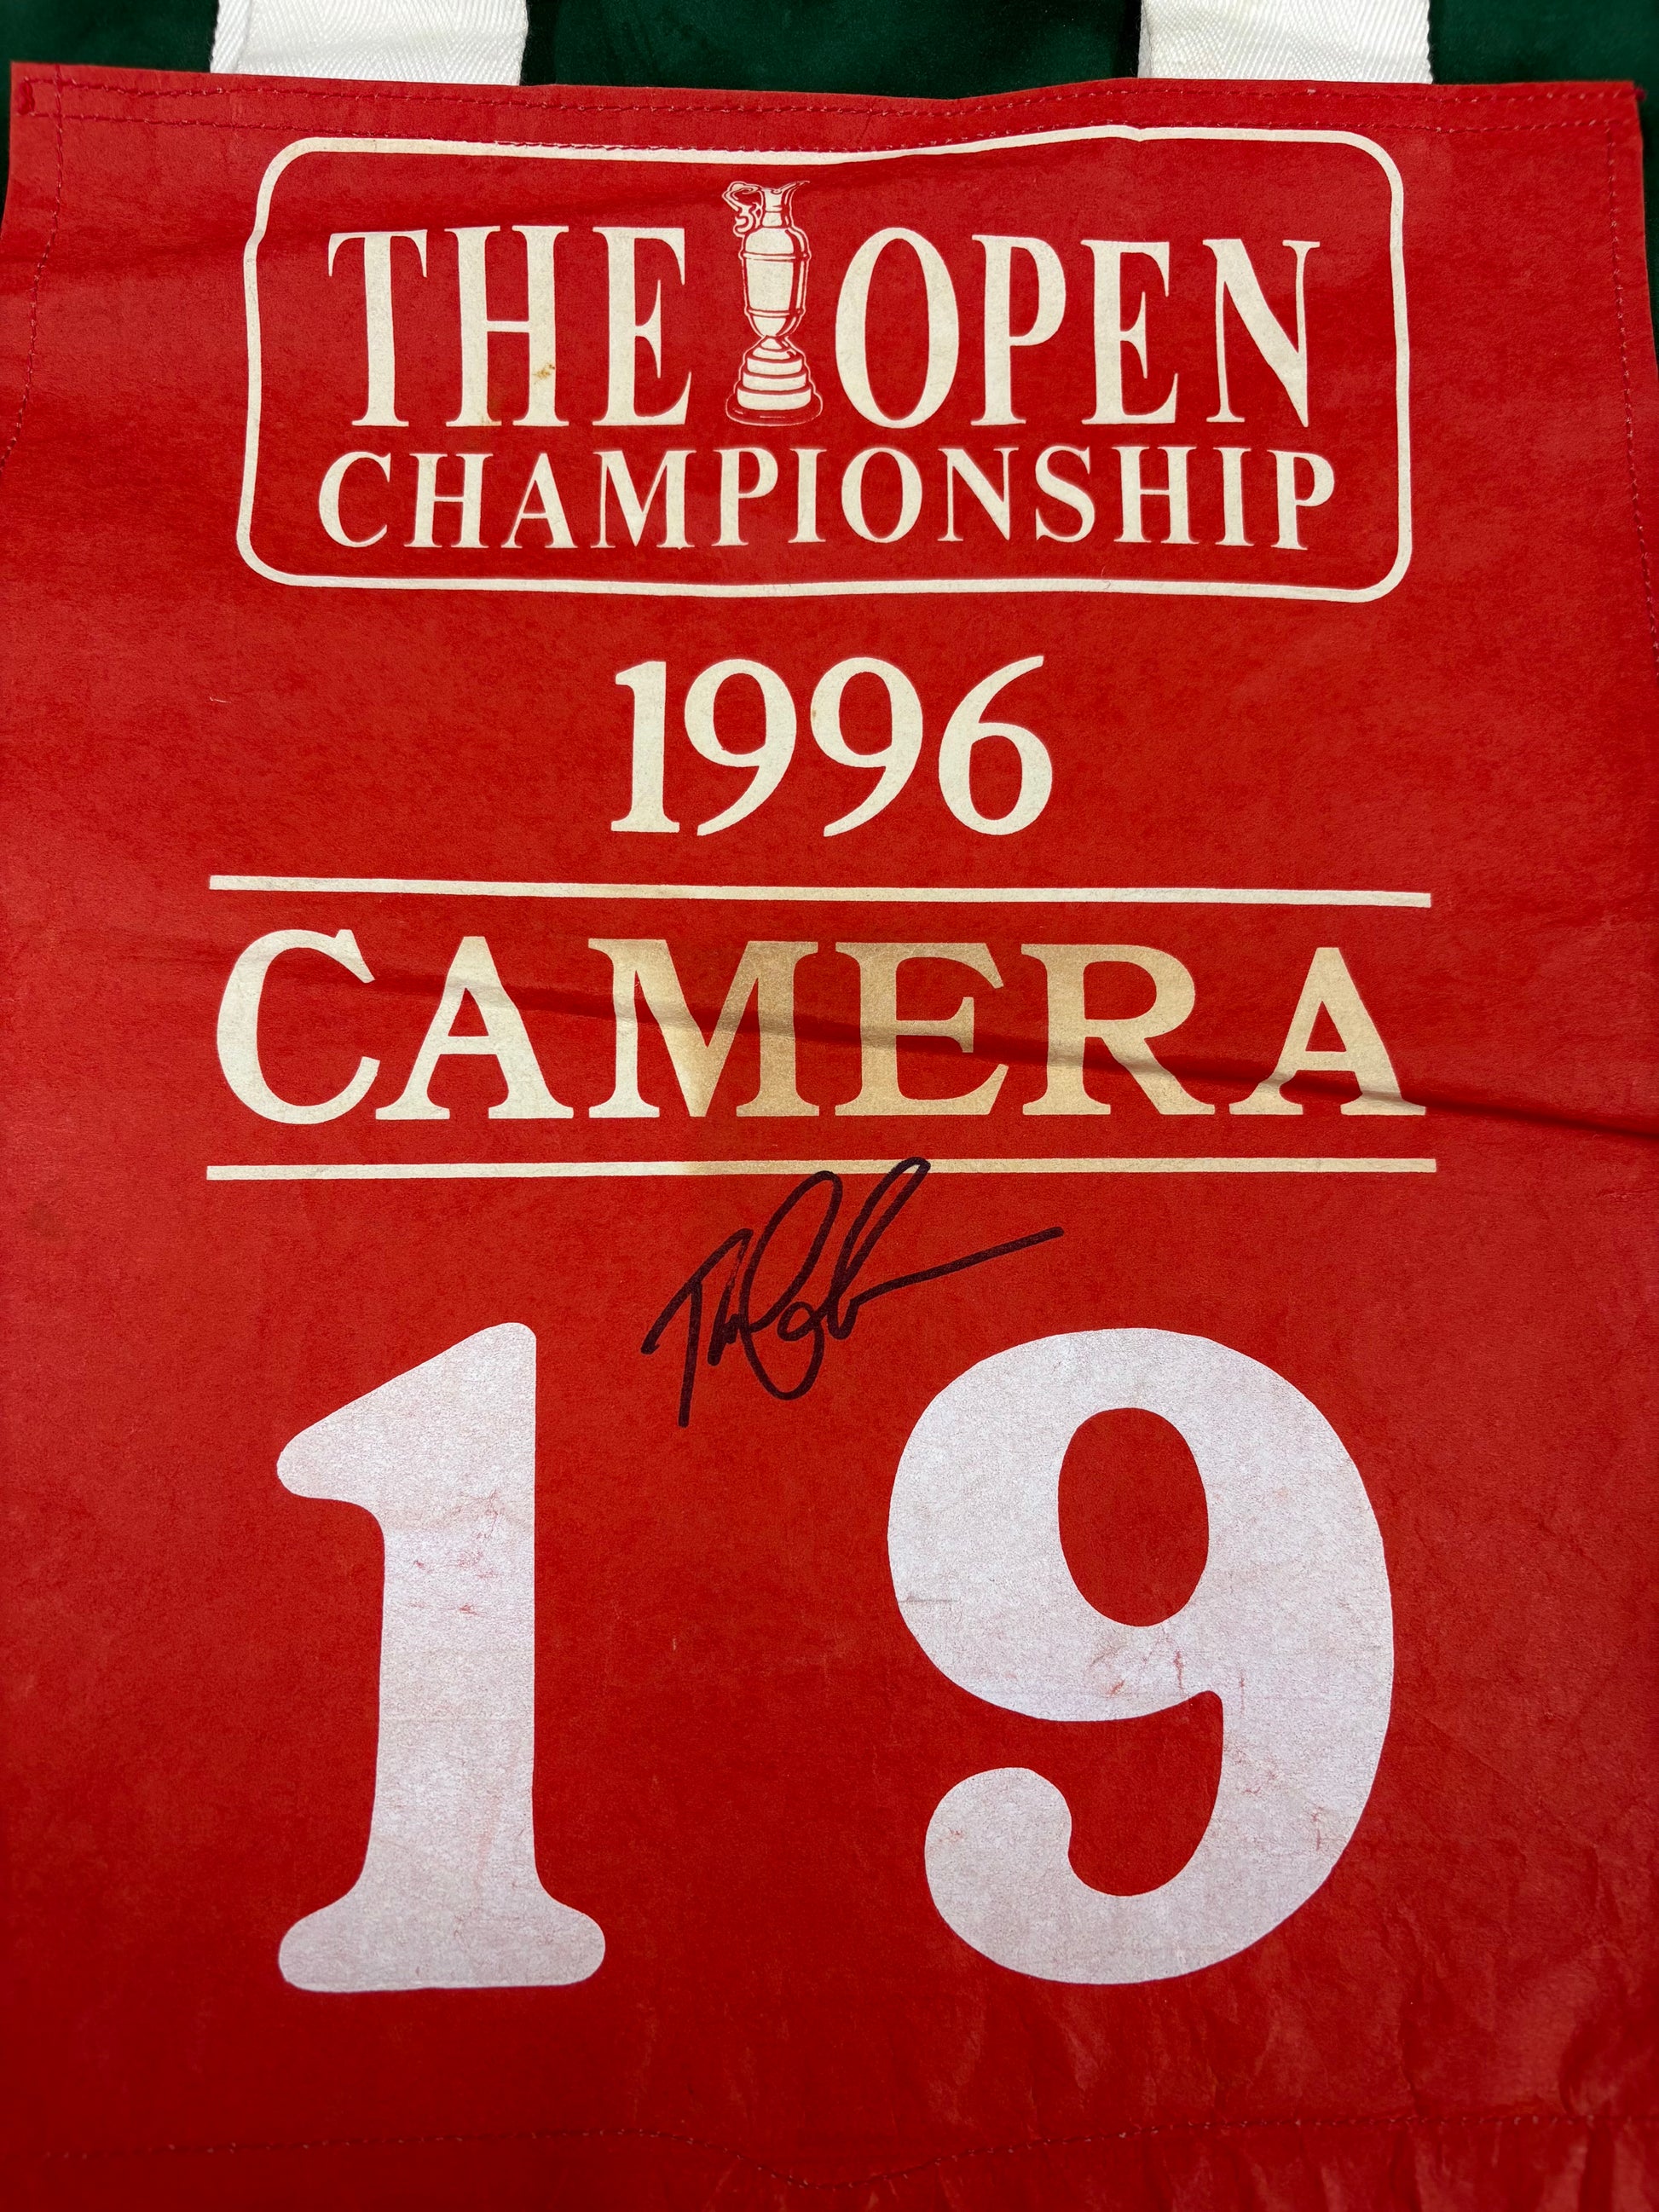 THE OPEN
CHAMPIONSHIP
1996
CAMERA
19